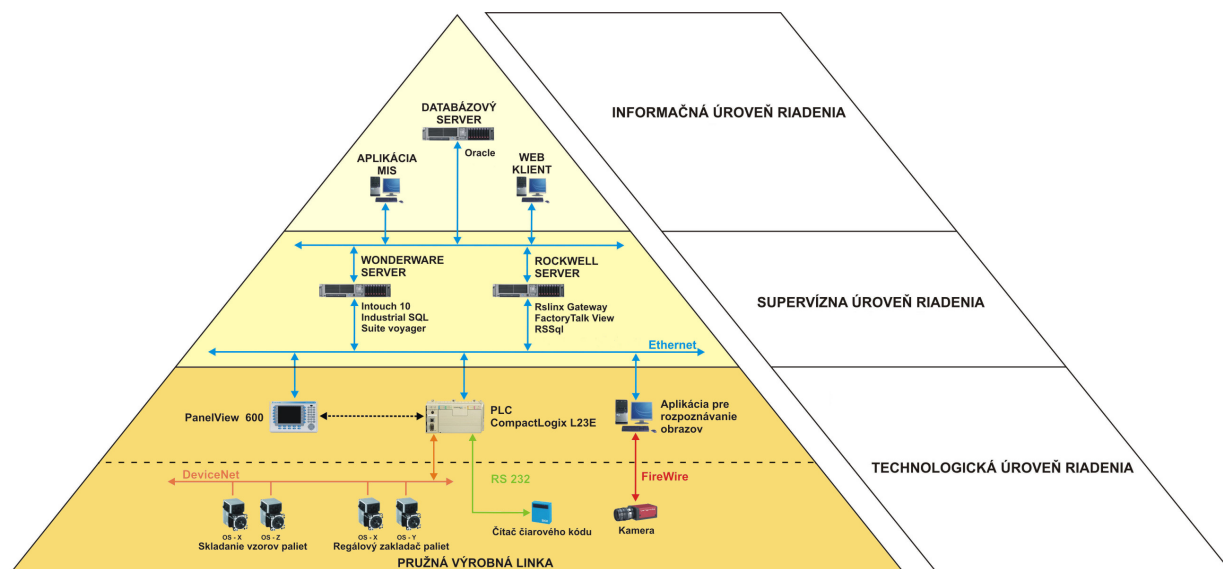 DATABÁZOVÝ
SERVER
Oracle
APLIKÁCIA
MIS
WEB
KLIENT
INFORMAČNÁ ÚROVEŇ RIADENIA
WONDERWARE
SERVER
Intouch 10
Industrial SQL
Suite voyager
ROCKWELL
SERVER
Rslinx Gateway
FactoryTalk View
RSSql
Ethernet
SUPERVÍZNA ÚROVEŇ RIADENIA
PanelView 600
PLC
CompactLogix L23E
Aplikácia pre
rozpoznávanie
obrazov
DeviceNet
RS 232
FireWire
TECHNOLOGICKÁ ÚROVEŇ RIADENIA
OS - X
OS - Z
Skladanie vzorov paliet
OS - X
OS - Y
Regálový zakladač paliet
Čítač čiarového kódu
Kamera
PRUŽNÁ VÝROBNÁ LINKA